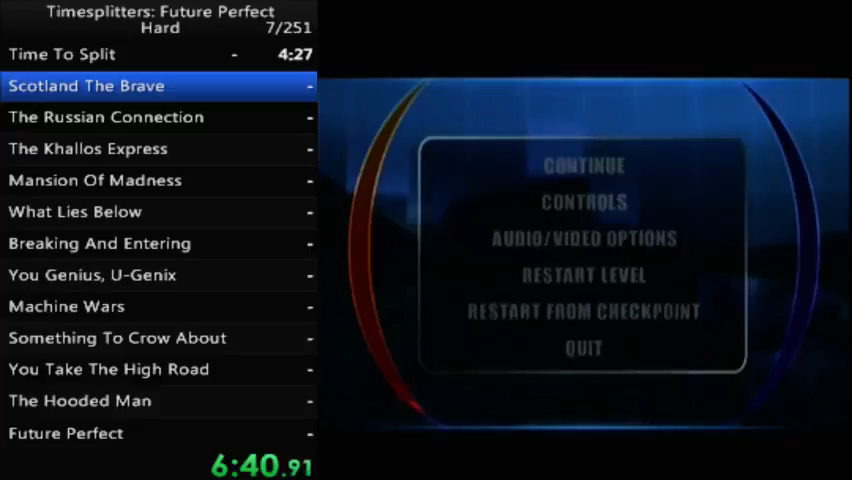 Timesplitters: Future Perfect
Hard 7/251
Time To Split - 4:27
Scotland The Brave -
The Russian Connection -
The Khallos Express -
Mansion Of Madness -
What Lies Below -
Breaking And Entering -
You Genius, U-Genix -
Machine Wars -
Something To Crow About -
You Take The High Road -
The Hooded Man -
Future Perfect -
6:40.91
CONTINUE
CONTROLS
AUDIO/VIDEO OPTIONS
RESTART LEVEL
RESTART FROM CHECKPOINT
QUIT